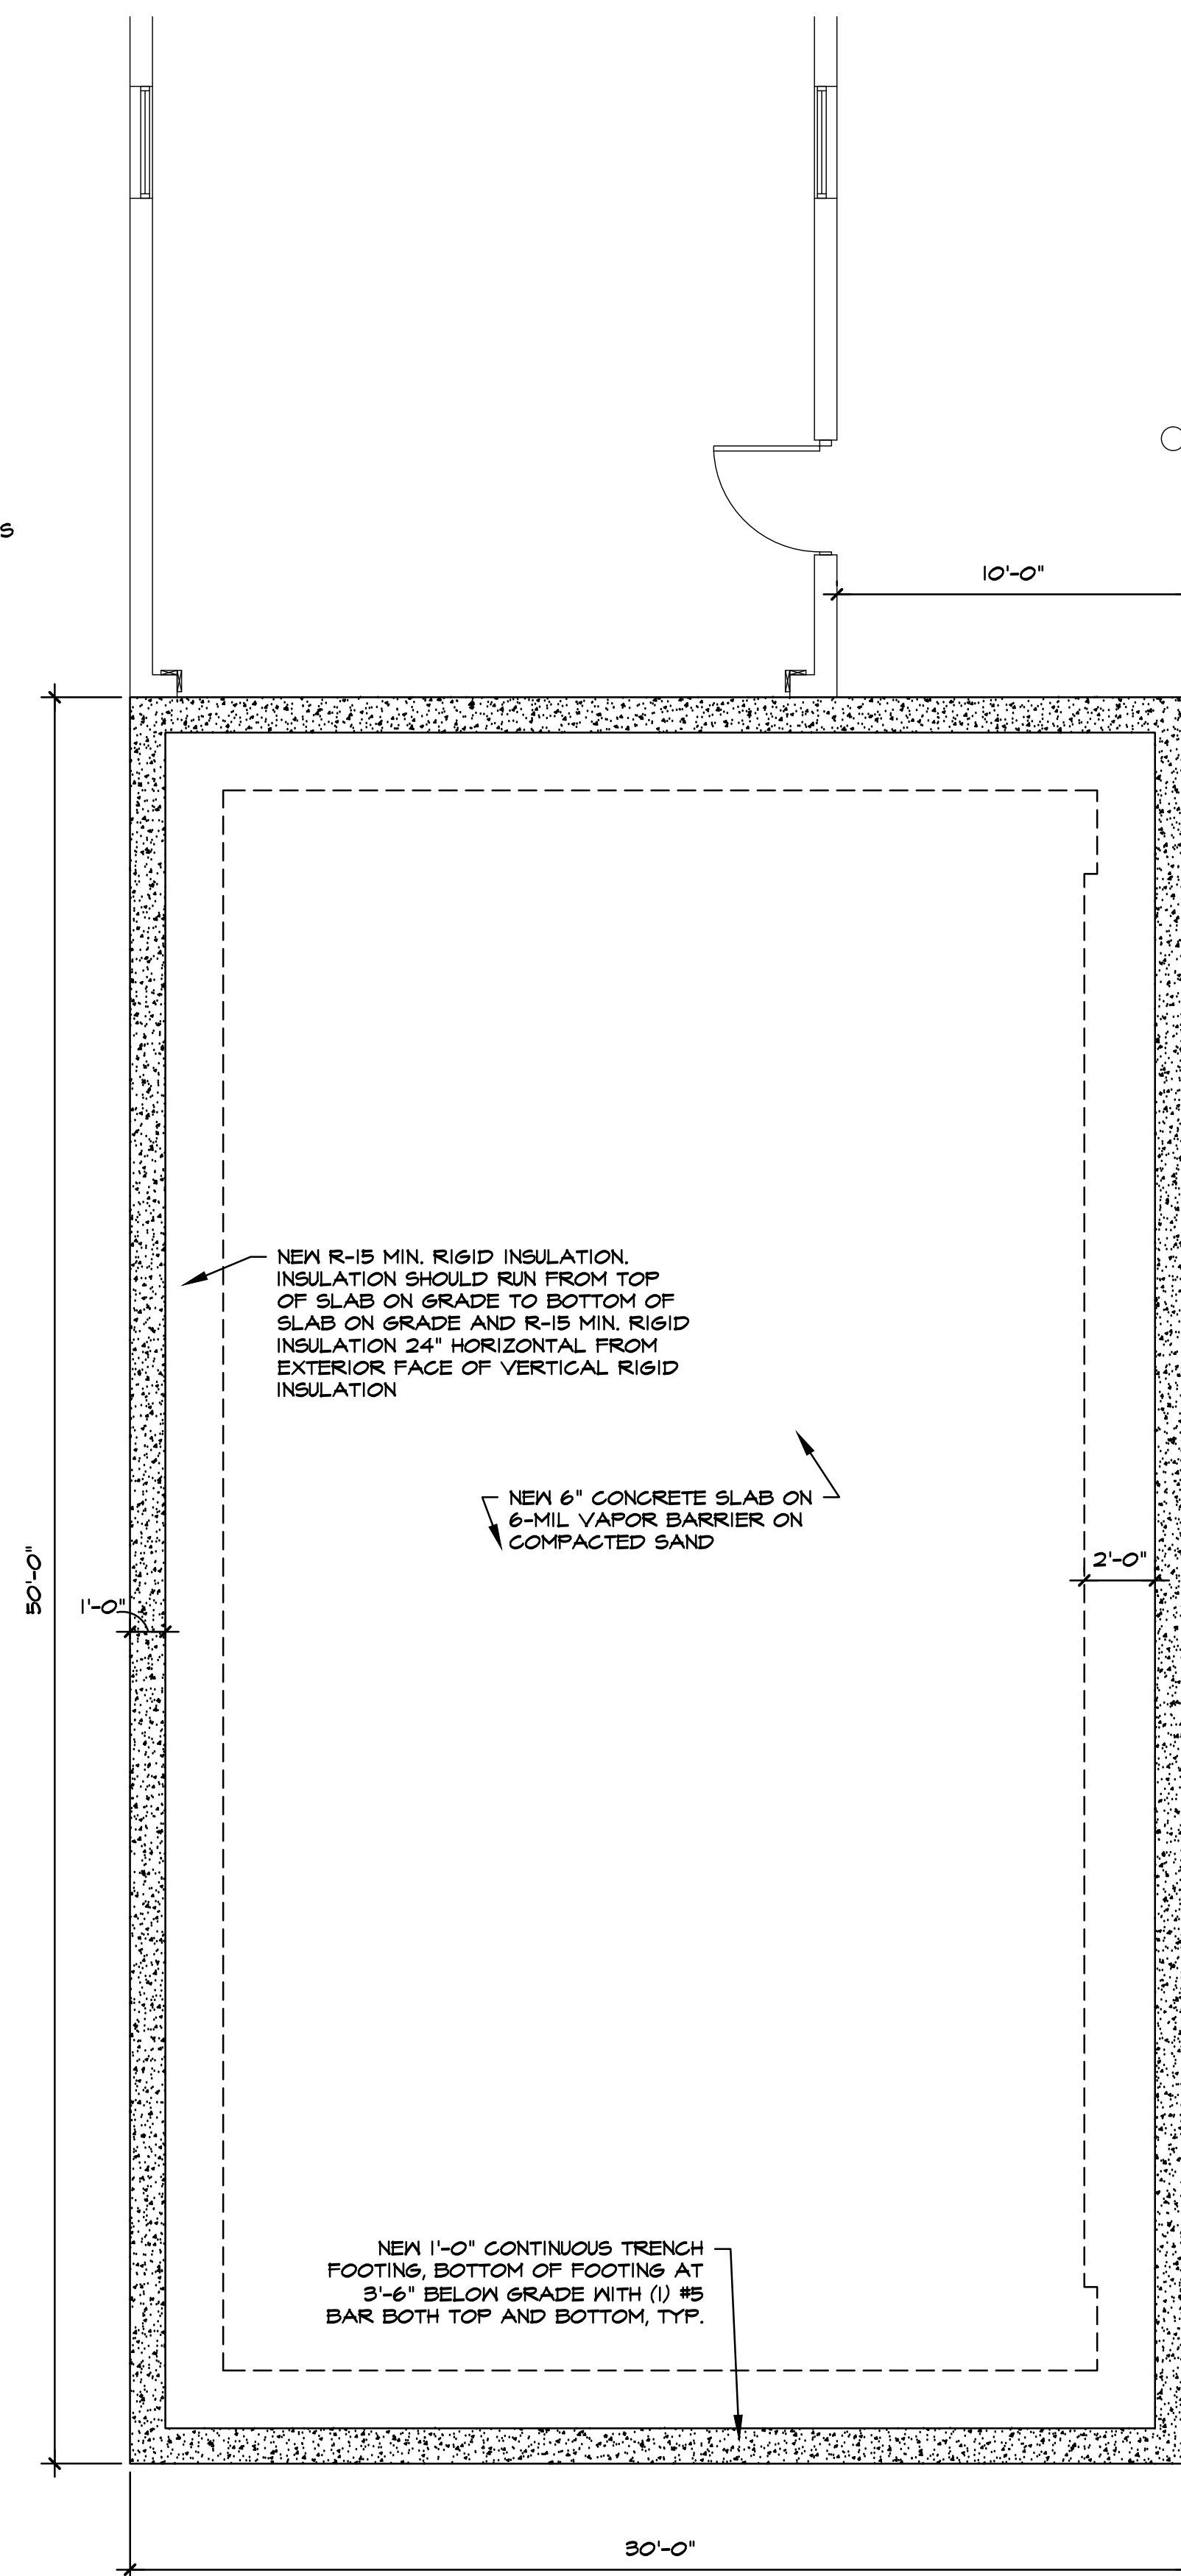 S
10'-0"
NEW R-15 MIN. RIGID INSULATION.
INSULATION SHOULD RUN FROM TOP
OF SLAB ON GRADE TO BOTTOM OF
SLAB ON GRADE AND R-15 MIN. RIGID
INSULATION 24" HORIZONTAL FROM
EXTERIOR FACE OF VERTICAL RIGID
INSULATION
NEW 6" CONCRETE SLAB ON
6-MIL VAPOR BARRIER ON
COMPACTED SAND
2'-0"
50'-0"
1'-0"
NEW 1'-0" CONTINUOUS TRENCH
FOOTING, BOTTOM OF FOOTING AT
3'-6" BELOW GRADE WITH (1) #5
BAR BOTH TOP AND BOTTOM, TYP.
30'-0"